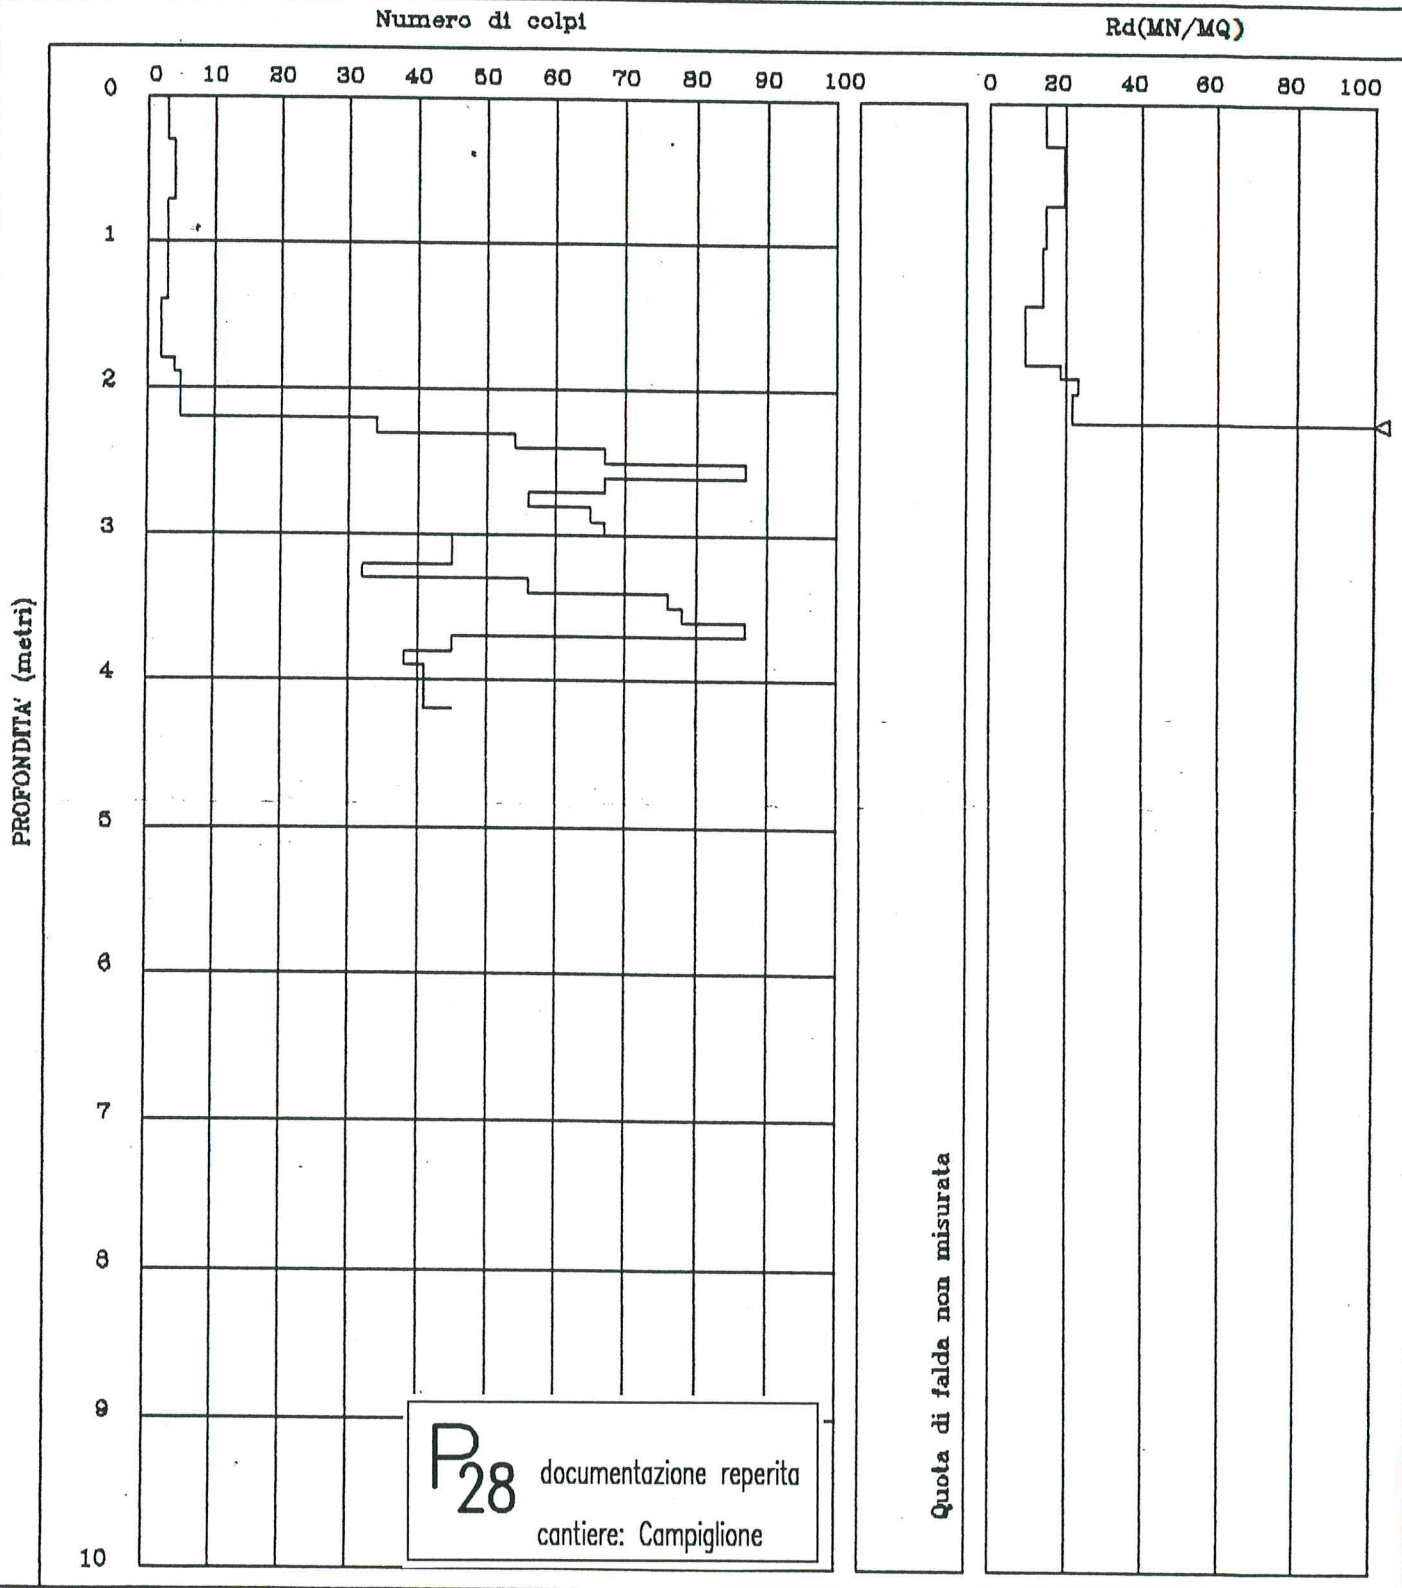 Numero di colpi
Rd(MN/MQ)
0 10 20 30 40 50 60 70 80 90 100
0 20 40 60 80 100
0
1
2
3
4
5
6
7
8
9
10
PROFONDITA' (metri)
Quota di falda non misurata
P28 documentazione reperita
cantiere: Campiglione